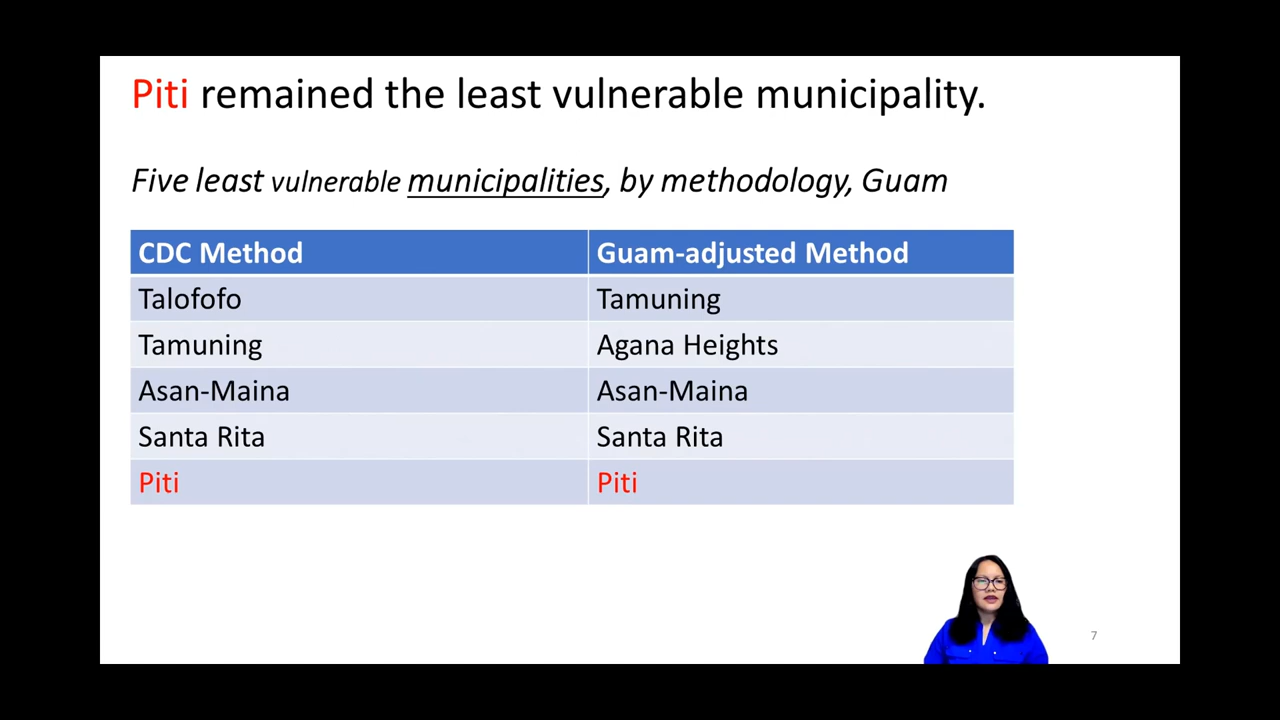 Piti remained the least vulnerable municipality.
Five least vulnerable municipalities, by methodology, Guam
CDC Method Guam-adjusted Method
Talofofo Tamuning
Tamuning Agana Heights
Asan-Maina Asan-Maina
Santa Rita Santa Rita
Piti Piti
7